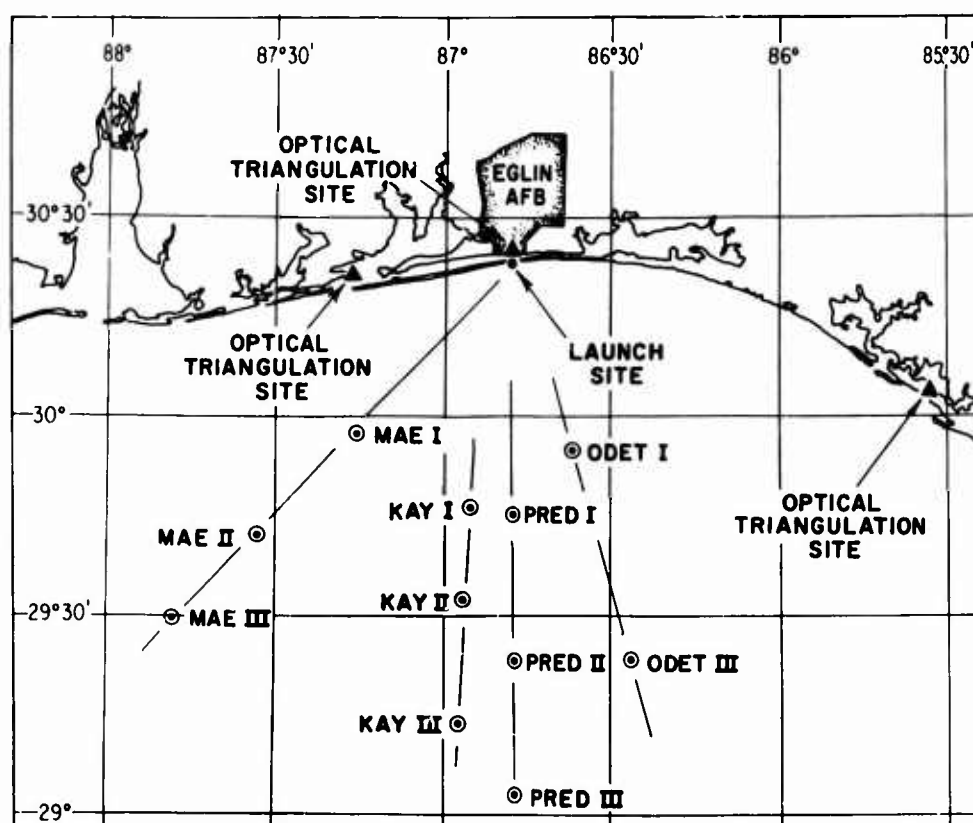 88° 87°30' 87° 86°30' 86° 85°30'
OPTICAL
TRIANGULATION
SITE
EGLIN
AFB
30°30'
OPTICAL
TRIANGULATION
SITE
LAUNCH
SITE
30°
MAE I
ODET I
OPTICAL
TRIANGULATION
SITE
KAY I
PRED I
MAE II
KAY II
29°30'
MAE III
PRED II
ODET III
KAY III
PRED III
29°